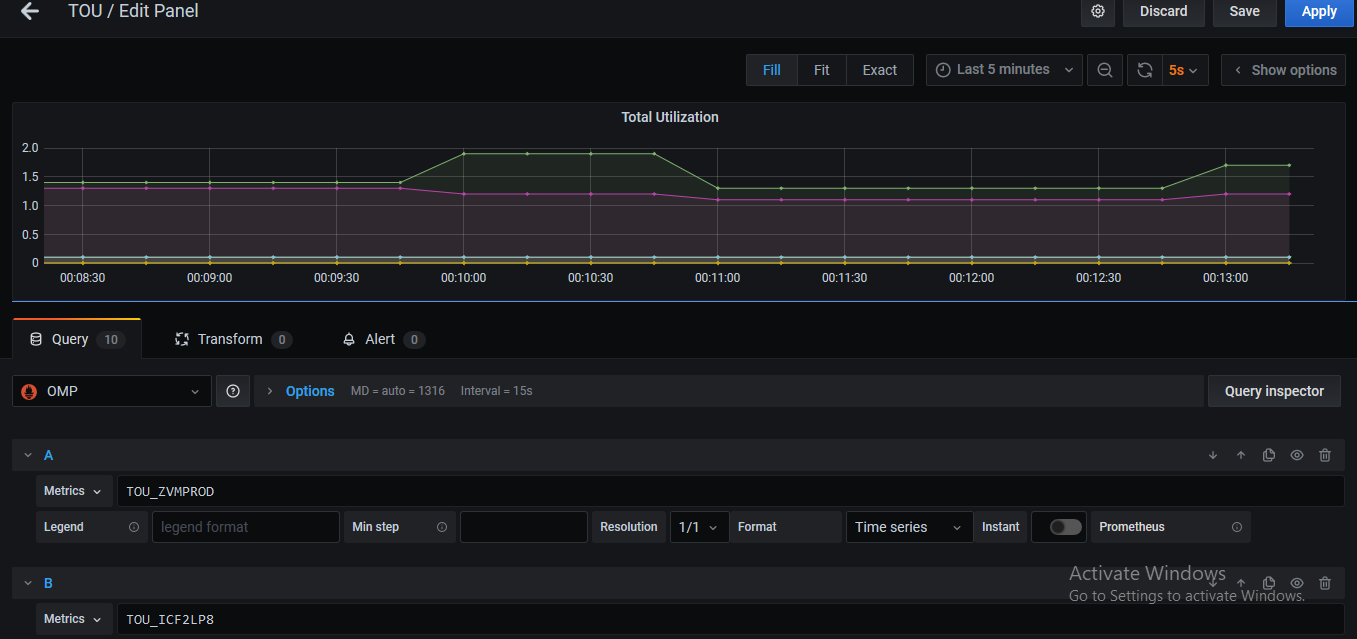 TOU / Edit Panel Discard Save Apply
Fill Fit Exact Last 5 minutes 5s Show options
Total Utilization
2.0
1.5
1.0
0.5
0
00:08:30 00:09:00 00:09:30 00:10:00 00:10:30 00:11:00 00:11:30 00:12:00 00:12:30 00:13:00
Query 10 Transform 0 Alert 0
OMP Options MD = auto = 1316 Interval = 15s Query inspector
A
Metrics TOU_ZVMPROD
Legend legend format Min step Resolution 1/1 Format Time series Instant Prometheus
B
Metrics TOU_ICF2LP8
Activate Windows
Go to Settings to activate Windows.